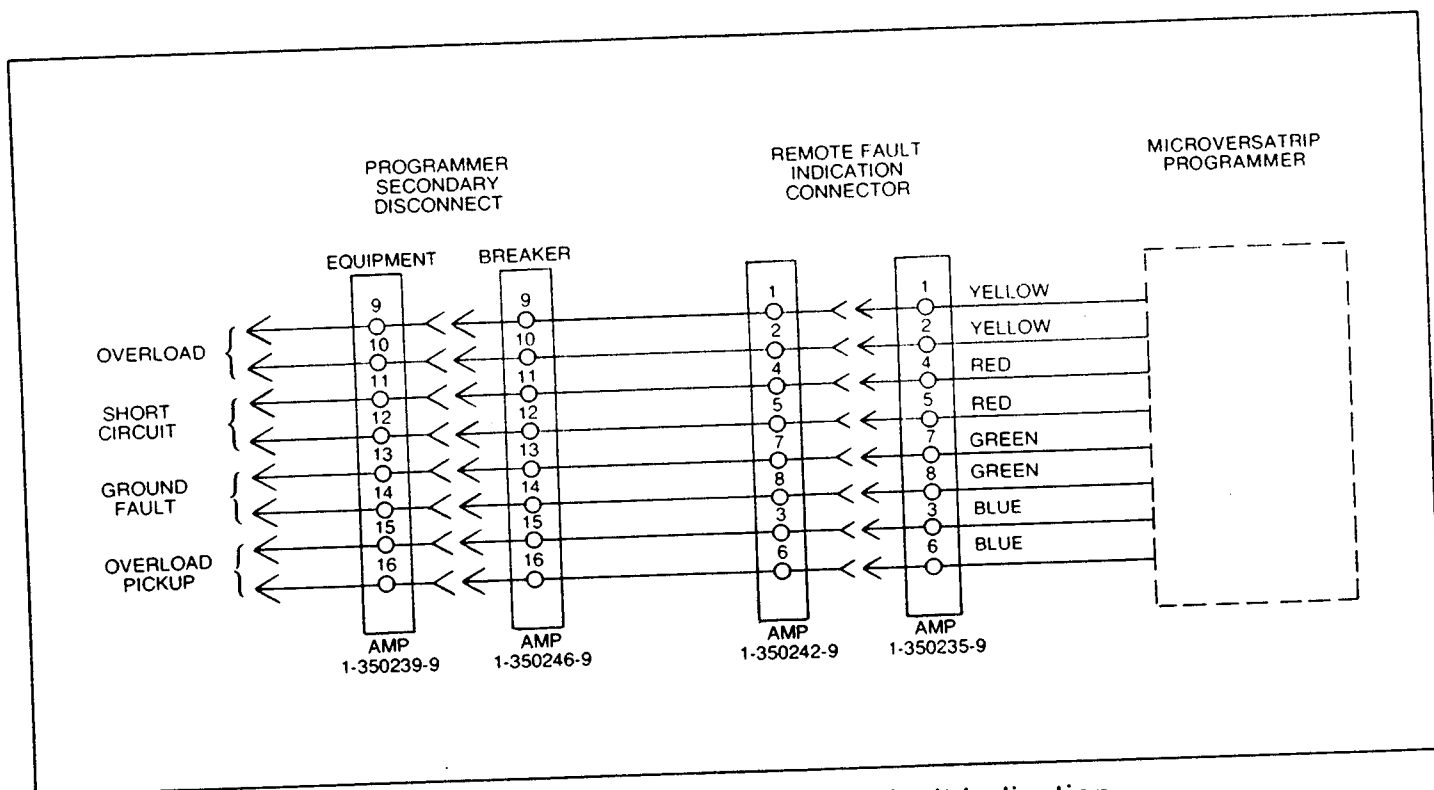 PROGRAMMER
SECONDARY
DISCONNECT
REMOTE FAULT
INDICATION
CONNECTOR
MICROVERSATRIP
PROGRAMMER
EQUIPMENT
BREAKER
OVERLOAD
SHORT
CIRCUIT
GROUND
FAULT
OVERLOAD
PICKUP
9
10
11
12
13
14
15
16
AMP
1-350239-9
9
10
11
12
13
14
15
16
AMP
1-350246-9
1
2
4
5
7
8
3
6
AMP
1-350242-9
1
2
4
5
7
8
3
6
AMP
1-350235-9
YELLOW
YELLOW
RED
RED
GREEN
GREEN
BLUE
BLUE